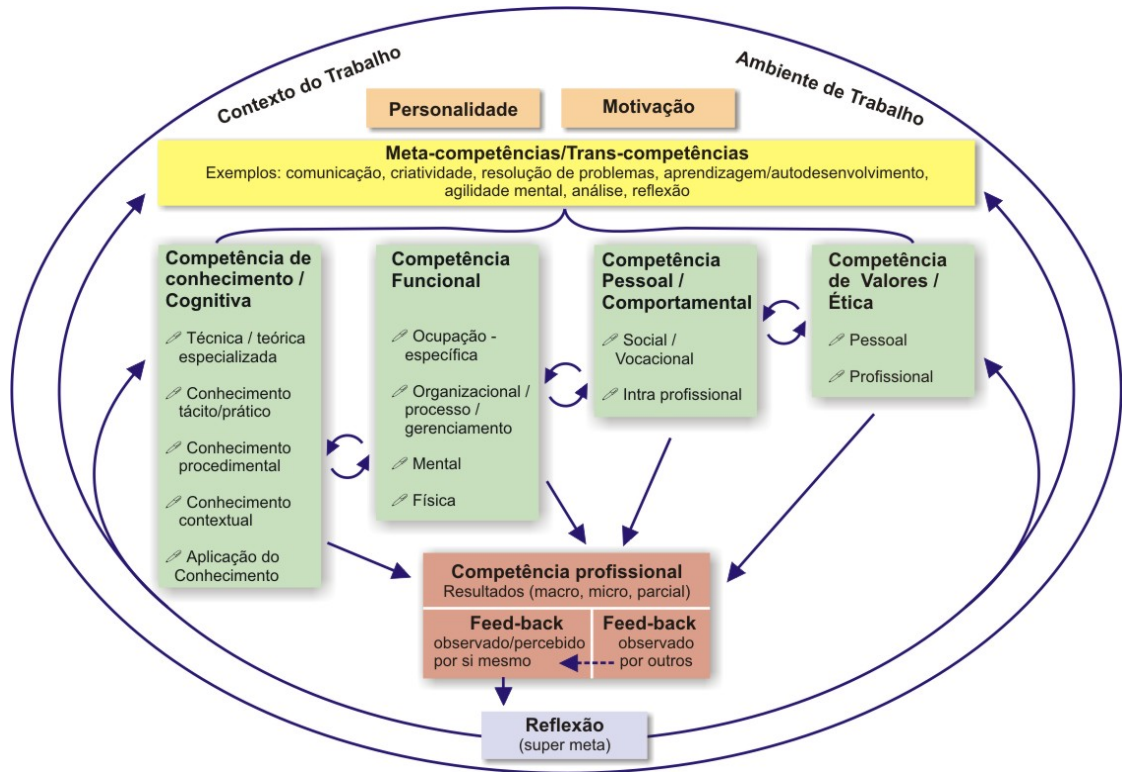 Contexto do Trabalho
Ambiente de Trabalho
Personalidade
Motivação
Meta-competências/Trans-competências
Exemplos: comunicação, criatividade, resolução de problemas, aprendizagem/autodesenvolvimento,
agilidade mental, análise, reflexão
Competência de
conhecimento /
Cognitiva
Técnica / teórica
especializada
Conhecimento
tácito/prático
Conhecimento
procedimental
Conhecimento
contextual
Aplicação do
Conhecimento
Competência
Funcional
Ocupação -
específica
Organizacional /
processo /
gerenciamento
Mental
Física
Competência
Pessoal /
Comportamental
Social /
Vocacional
Intra profissional
Competência
de Valores /
Ética
Pessoal
Profissional
Competência profissional
Resultados (macro, micro, parcial)
Feed-back
observado/percebido
por si mesmo
Feed-back
observado
por outros
Reflexão
(super meta)